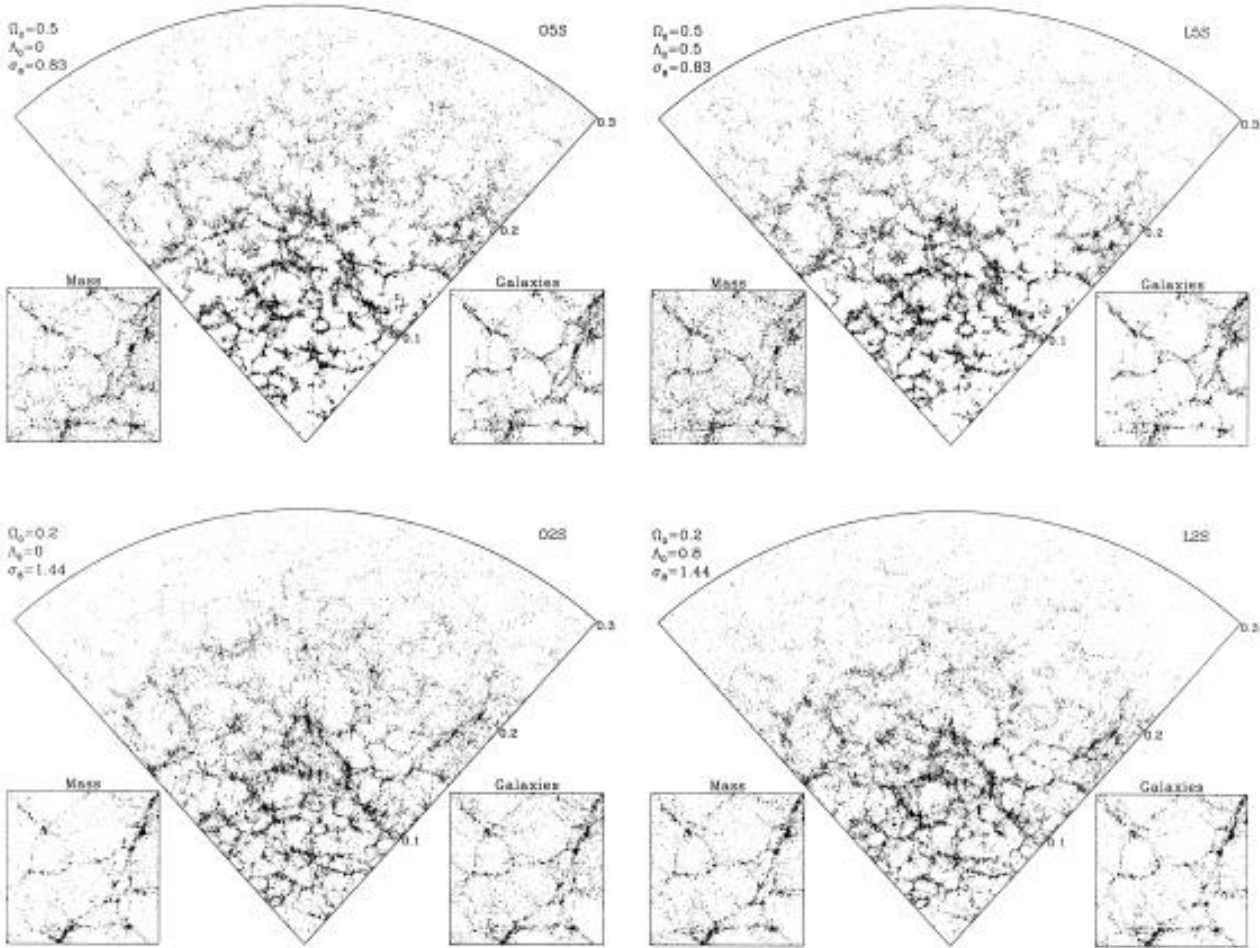 Ω₀=0.5
Λ₀=0
σ₈=0.83
O5S
0.3
0.2
0.1
Mass
Galaxies
Ω₀=0.5
Λ₀=0.5
σ₈=0.83
L5S
0.3
0.2
0.1
Mass
Galaxies
Ω₀=0.2
Λ₀=0
σ₈=1.44
O2S
0.3
0.2
0.1
Mass
Galaxies
Ω₀=0.2
Λ₀=0.8
σ₈=1.44
L2S
0.3
0.2
0.1
Mass
Galaxies